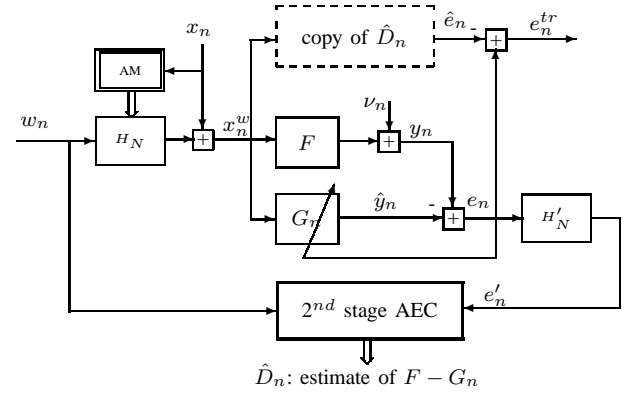 x_n
copy of D̂_n
ê_n
-
+
e_n^{tr}
AM
w_n
H_N
+
x_n^w
F
ν_n
+
y_n
G_n
ŷ_n
-
+
e_n
H′_N
2^{nd} stage AEC
e′_n
D̂_n: estimate of F − G_n